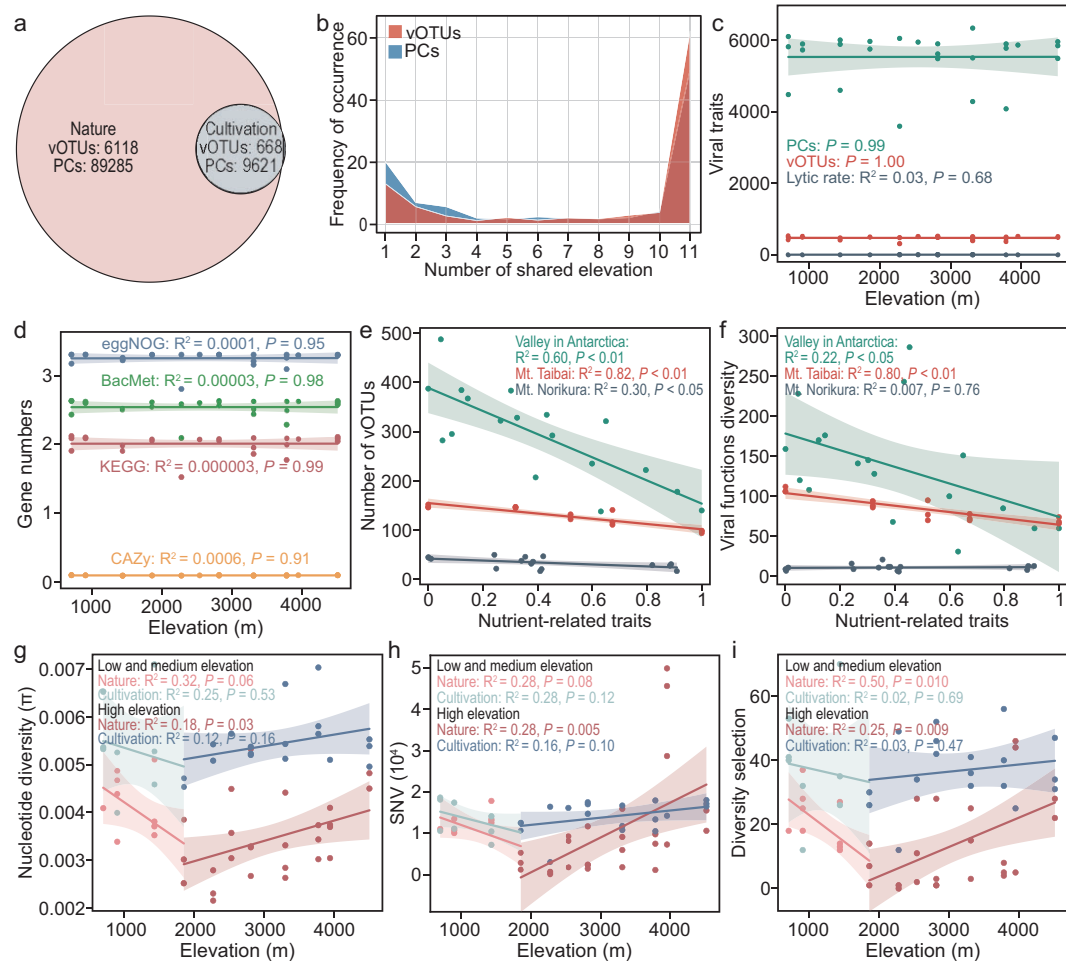 a
Nature
vOTUs: 6118
PCs: 89285
Cultivation
vOTUs: 668
PCs: 9621
b
vOTUs
PCs
Frequency of occurrence
60
40
20
0
1 2 3 4 5 6 7 8 9 10 11
Number of shared elevation
c
Viral traits
6000
4000
2000
0
PCs: P = 0.99
vOTUs: P = 1.00
Lytic rate: R² = 0.03, P = 0.68
1000 2000 3000 4000
Elevation (m)
d
Gene numbers
3
2
1
0
eggNOG: R² = 0.0001, P = 0.95
BacMet: R² = 0.00003, P = 0.98
KEGG: R² = 0.000003, P = 0.99
CAZy: R² = 0.0006, P = 0.91
1000 2000 3000 4000
Elevation (m)
e
Number of vOTUs
500
400
300
200
100
0
Valley in Antarctica:
R² = 0.60, P < 0.01
Mt. Taibai: R² = 0.82, P < 0.01
Mt. Norikura: R² = 0.30, P < 0.05
0 0.2 0.4 0.6 0.8 1
Nutrient-related traits
f
Viral functions diversity
300
250
200
150
100
50
0
Valley in Antarctica:
R² = 0.22, P < 0.05
Mt. Taibai: R² = 0.80, P < 0.01
Mt. Norikura: R² = 0.007, P = 0.76
0 0.2 0.4 0.6 0.8 1
Nutrient-related traits
g
Nucleotide diversity (π)
0.007
0.006
0.005
0.004
0.003
0.002
Low and medium elevation
Nature: R² = 0.32, P = 0.06
Cultivation: R² = 0.25, P = 0.53
High elevation
Nature: R² = 0.18, P = 0.03
Cultivation: R² = 0.12, P = 0.16
1000 2000 3000 4000
Elevation (m)
h
SNV (10⁴)
5
4
3
2
1
0
Low and medium elevation
Nature: R² = 0.28, P = 0.08
Cultivation: R² = 0.28, P = 0.12
High elevation
Nature: R² = 0.28, P = 0.005
Cultivation: R² = 0.16, P = 0.10
1000 2000 3000 4000
Elevation (m)
i
Diversity selection
60
40
20
0
Low and medium elevation
Nature: R² = 0.50, P = 0.010
Cultivation: R² = 0.02, P = 0.69
High elevation
Nature: R² = 0.25, P = 0.009
Cultivation: R² = 0.03, P = 0.47
1000 2000 3000 4000
Elevation (m)